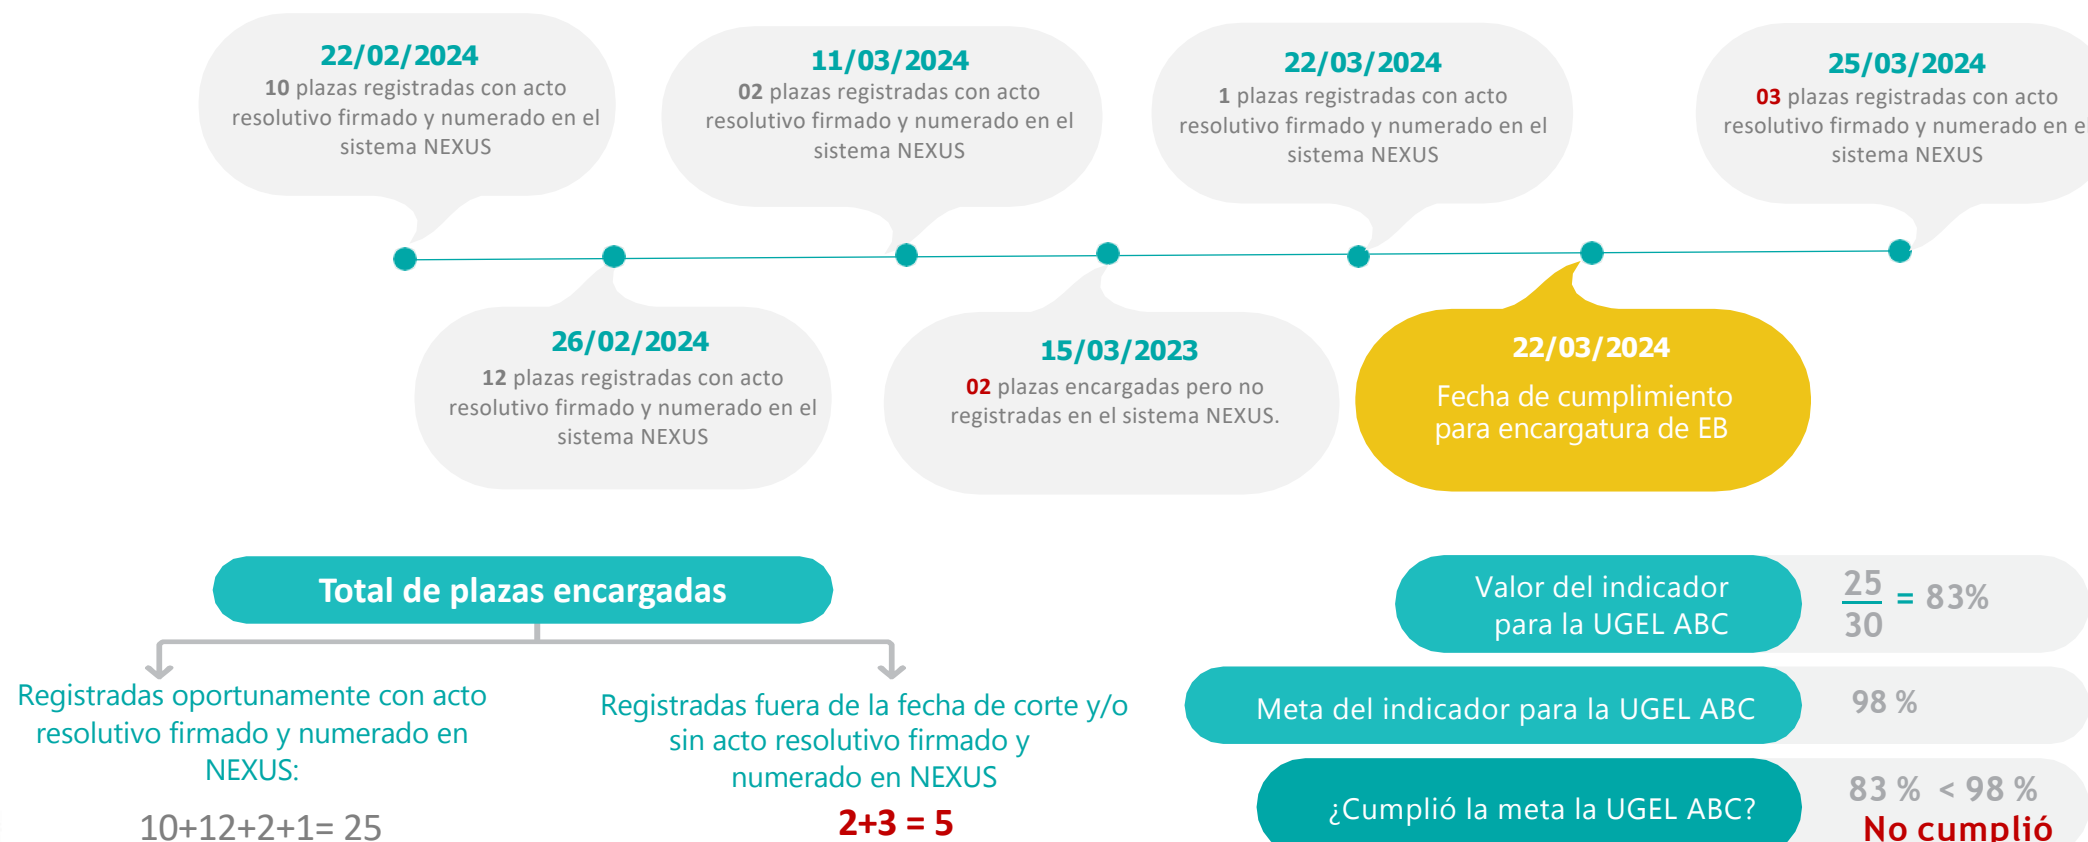 22/02/2024
10 plazas registradas con acto
resolutivo firmado y numerado en el
sistema NEXUS
11/03/2024
02 plazas registradas con acto
resolutivo firmado y numerado en el
sistema NEXUS
22/03/2024
1 plazas registradas con acto
resolutivo firmado y numerado en el
sistema NEXUS
25/03/2024
03 plazas registradas con acto
resolutivo firmado y numerado en el
sistema NEXUS
26/02/2024
12 plazas registradas con acto
resolutivo firmado y numerado en el
sistema NEXUS
15/03/2023
02 plazas encargadas pero no
registradas en el sistema NEXUS.
22/03/2024
Fecha de cumplimiento
para encargatura de EB
Total de plazas encargadas
Registradas oportunamente con acto
resolutivo firmado y numerado en
NEXUS:
10+12+2+1= 25
Registradas fuera de la fecha de corte y/o
sin acto resolutivo firmado y
numerado en NEXUS
2+3 = 5
Valor del indicador
para la UGEL ABC
25
30
= 83%
Meta del indicador para la UGEL ABC
98 %
¿Cumplió la meta la UGEL ABC?
83 % < 98 %
No cumplió